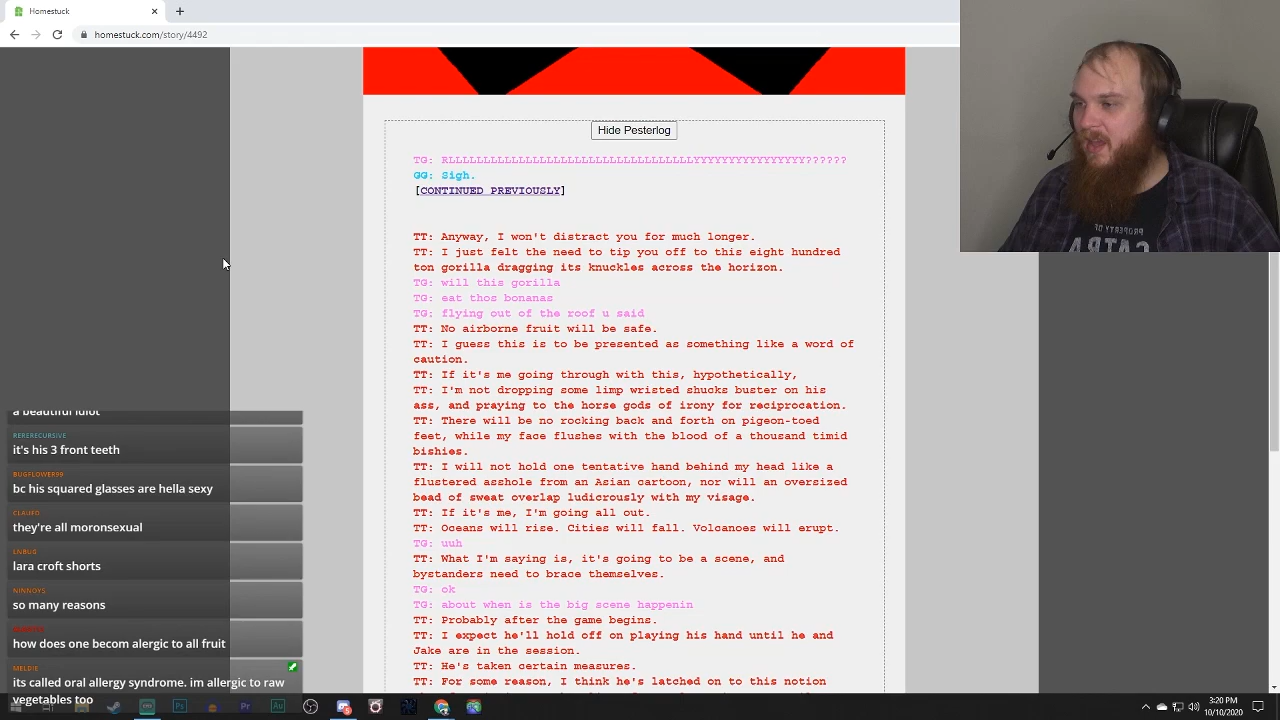 Homestuck
homestuck.com/story/4492
Hide Pesterlog
TG: RLLLLLLLLLLLLLLLLLLLLLLLLLLLLLLLLLLLYYYYYYYYYYYYYYYY??????
GG: Sigh.
[CONTINUED PREVIOUSLY]
TT: Anyway, I won't distract you for much longer.
TT: I just felt the need to tip you off to this eight hundred
ton gorilla dragging its knuckles across the horizon.
TG: will this gorilla
TG: eat thos bonanas
TG: flying out of the roof u said
TT: No airborne fruit will be safe.
TT: I guess this is to be presented as something like a word of
caution.
TT: If it's me going through with this, hypothetically,
TT: I'm not dropping some limp wristed shucks buster on his
ass, and praying to the horse gods of irony for reciprocation.
TT: There will be no rocking back and forth on pigeon-toed
feet, while my face flushes with the blood of a thousand timid
bishies.
TT: I will not hold one tentative hand behind my head like a
flustered asshole from an Asian cartoon, nor will an oversized
bead of sweat overlap ludicrously with my visage.
TT: If it's me, I'm going all out.
TT: Oceans will rise. Cities will fall. Volcanoes will erupt.
TG: uuh
TT: What I'm saying is, it's going to be a scene, and
bystanders need to brace themselves.
TG: ok
TG: about when is the big scene happenin
TT: Probably after the game begins.
TT: I expect he'll hold off on playing his hand until he and
Jake are in the session.
TT: He's taken certain measures.
TT: For some reason, I think he's latched on to this notion
a beautiful idiot
RERERECURSIVE
it's his 3 front teeth
BUGFLOWER99
bc his squared glasses are hella sexy
they're all moronsexual
LNBUG
lara croft shorts
NINNOYS
so many reasons
how does one becom alergic to all fruit
MELDIE
its called oral allergy syndrome. im allergic to raw
vegetables too
PROPERTY OF
CATBA
3:20 PM
10/10/2020